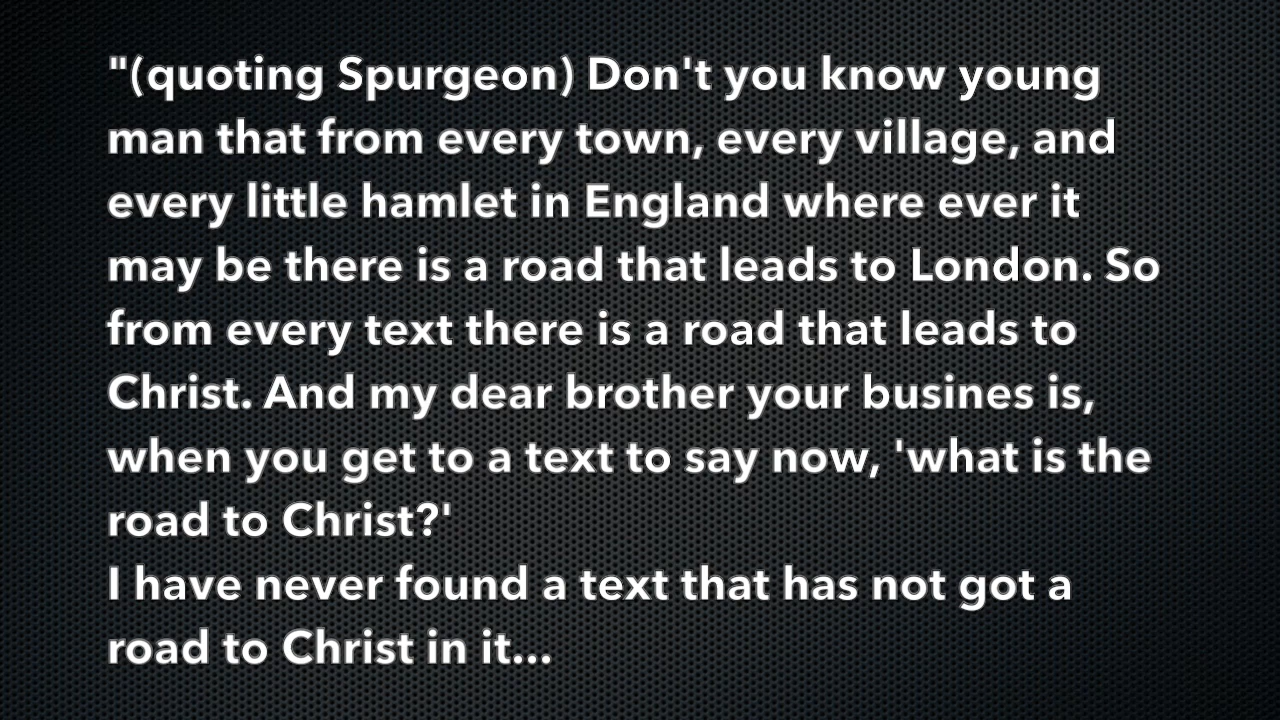 "(quoting Spurgeon) Don't you know young
man that from every town, every village, and
every little hamlet in England where ever it
may be there is a road that leads to London. So
from every text there is a road that leads to
Christ. And my dear brother your busines is,
when you get to a text to say now, 'what is the
road to Christ?'
I have never found a text that has not got a
road to Christ in it...